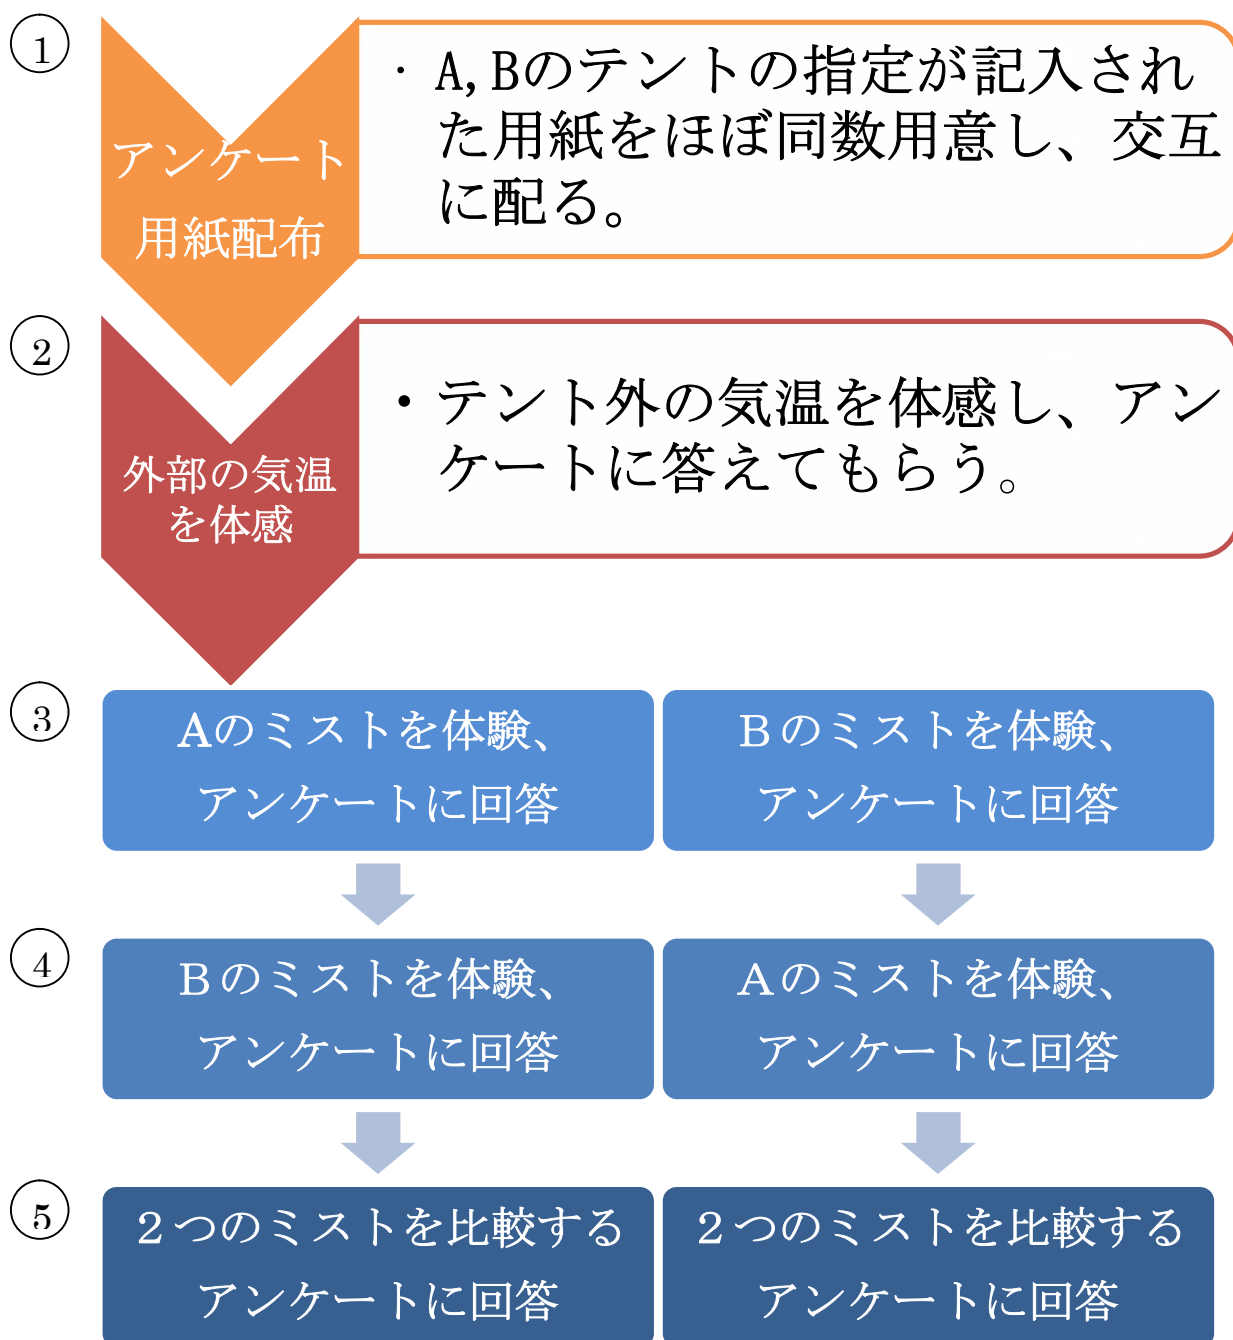 ①
アンケート
用紙配布
・A,Bのテントの指定が記入され
た用紙をほぼ同数用意し、交互
に配る。
②
外部の気温
を体感
・テント外の気温を体感し、アン
ケートに答えてもらう。
③
Aのミストを体験、
アンケートに回答
Ｂのミストを体験、
アンケートに回答
④
Ｂのミストを体験、
アンケートに回答
Ａのミストを体験、
アンケートに回答
⑤
２つのミストを比較する
アンケートに回答
２つのミストを比較する
アンケートに回答